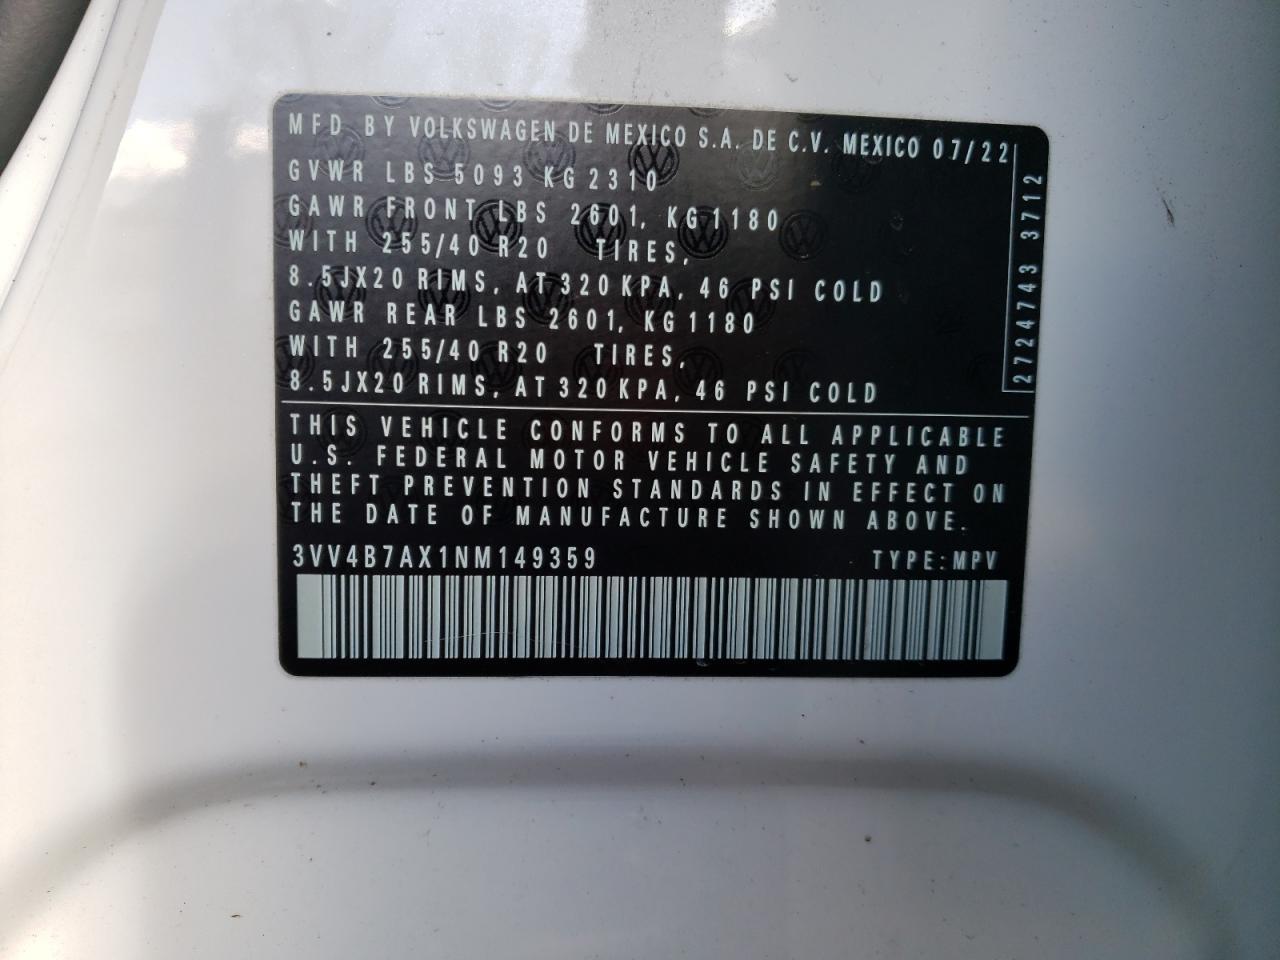 MFD. BY VOLKSWAGEN DE MEXICO S.A. DE C.V. MEXICO 07/22
GVWR LBS 5093 KG 2310
GAWR FRONT LBS 2601, KG 1180
WITH 255/40 R20 TIRES,
8.5JX20 RIMS, AT 320 KPA, 46 PSI COLD
GAWR REAR LBS 2601, KG 1180
WITH 255/40 R20 TIRES,
8.5JX20 RIMS, AT 320 KPA, 46 PSI COLD
2724743 3712
THIS VEHICLE CONFORMS TO ALL APPLICABLE
U.S. FEDERAL MOTOR VEHICLE SAFETY AND
THEFT PREVENTION STANDARDS IN EFFECT ON
THE DATE OF MANUFACTURE SHOWN ABOVE.
3VV4B7AX1NM149359 TYPE: MPV